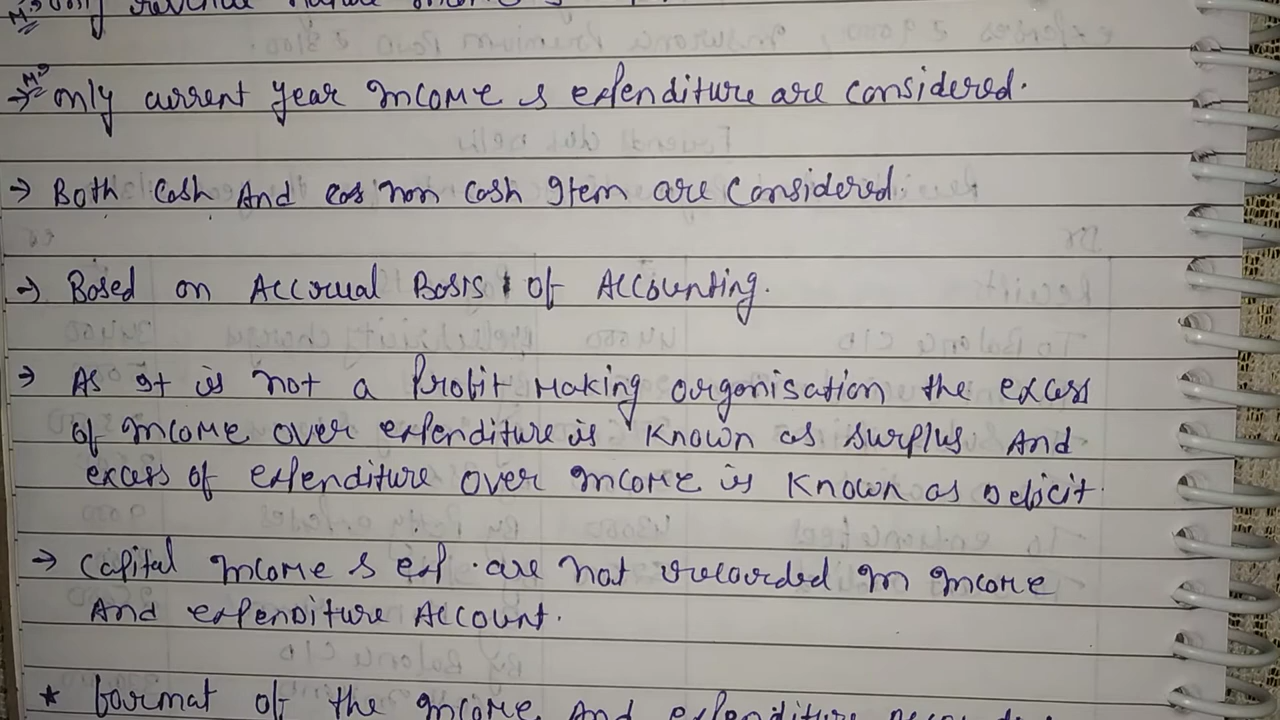 only revenue nature
→ only current year Income & expenditure are considered.
→ Both Cash And non Cash Item are Considered.
→ Based on Accrual Basis of Accounting.
→ As It is not a Profit Making organisation the excess
of Income over expenditure is Known as surplus And
excess of expenditure over Income is Known as Deficit.
→ Capital Income & exp. are not recorded In Income
And expenditure Account.
* format of the Income And expenditure